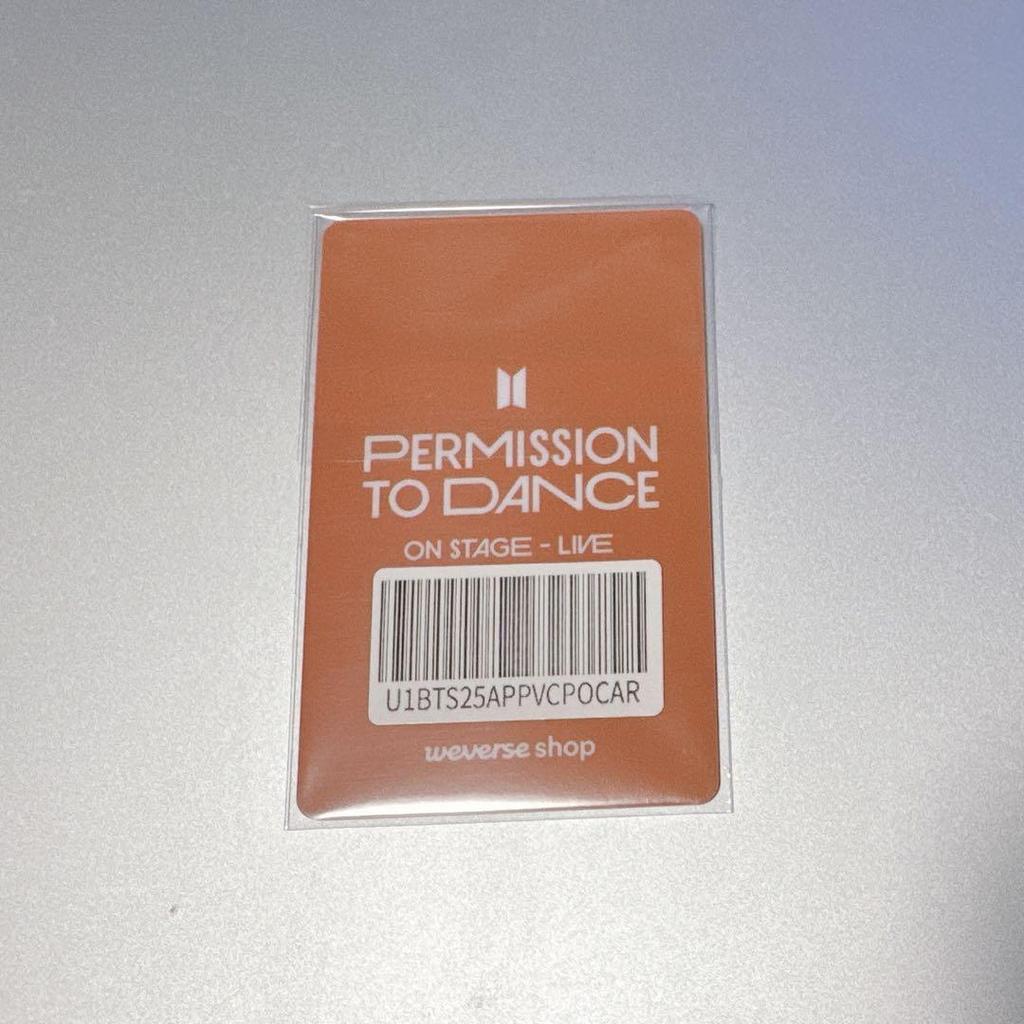 PERMISSION
TO DANCE
ON STAGE - LIVE
U1BTS25APPVCPOCAR
weverse shop